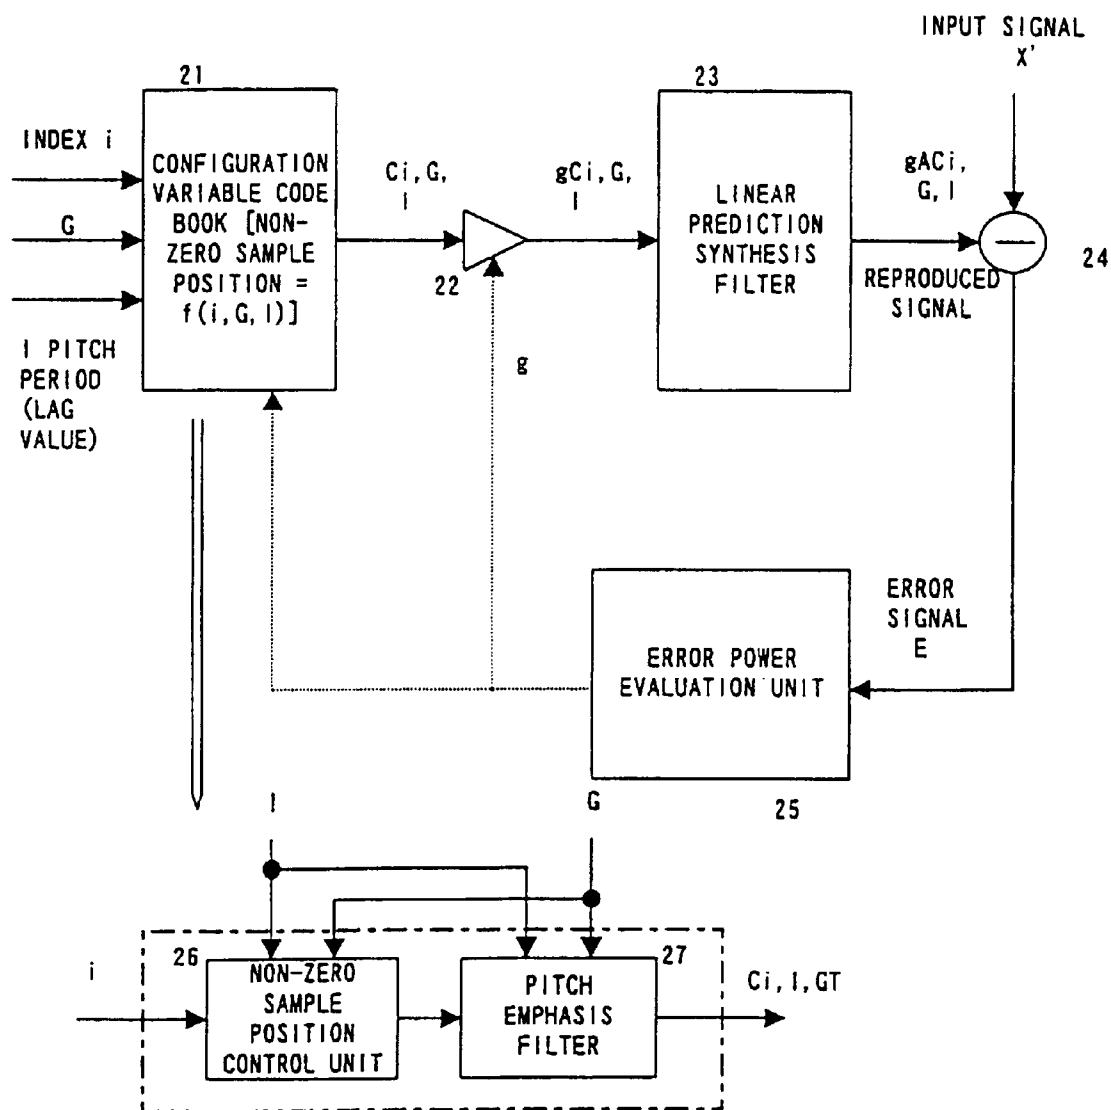 INPUT SIGNAL
X'
21
23
INDEX i
G
I PITCH
PERIOD
(LAG
VALUE)
CONFIGURATION
VARIABLE CODE
BOOK [NON-
ZERO SAMPLE
POSITION =
f(i,G,I)]
Ci,G,
I
22
gCi,G,
I
g
LINEAR
PREDICTION
SYNTHESIS
FILTER
gACi,
G,I
REPRODUCED
SIGNAL
24
ERROR
SIGNAL
E
ERROR POWER
EVALUATION UNIT
25
I
G
i
26
NON-ZERO
SAMPLE
POSITION
CONTROL UNIT
PITCH
EMPHASIS
FILTER
27
Ci,I,GT